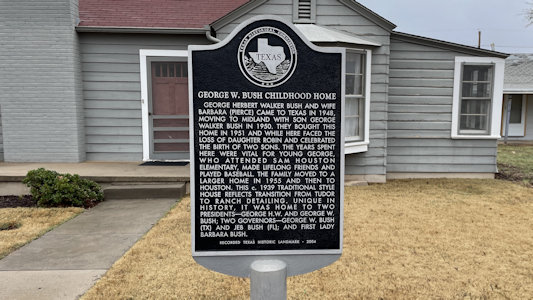 TEXAS HISTORICAL COMMISSION
TEXAS
GEORGE W. BUSH CHILDHOOD HOME
GEORGE HERBERT WALKER BUSH AND WIFE
BARBARA (PIERCE) CAME TO TEXAS IN 1948,
MOVING TO MIDLAND WITH SON GEORGE
WALKER BUSH IN 1950. THEY BOUGHT THIS
HOME IN 1951 AND WHILE HERE FACED THE
LOSS OF DAUGHTER ROBIN AND CELEBRATED
THE BIRTH OF TWO SONS. THE YEARS SPENT
HERE WERE VITAL FOR YOUNG GEORGE,
WHO ATTENDED SAM HOUSTON
ELEMENTARY, MADE LIFELONG FRIENDS AND
PLAYED BASEBALL. THE FAMILY MOVED TO A
LARGER HOME IN 1955 AND THEN TO
HOUSTON. THIS c. 1939 TRADITIONAL STYLE
HOUSE REFLECTS TRANSITION FROM TUDOR
TO RANCH DETAILING. UNIQUE IN
HISTORY, IT WAS HOME TO TWO
PRESIDENTS—GEORGE H.W. AND GEORGE W.
BUSH; TWO GOVERNORS—GEORGE W. BUSH
(TX) AND JEB BUSH (FL); AND FIRST LADY
BARBARA BUSH.
RECORDED TEXAS HISTORIC LANDMARK - 2004